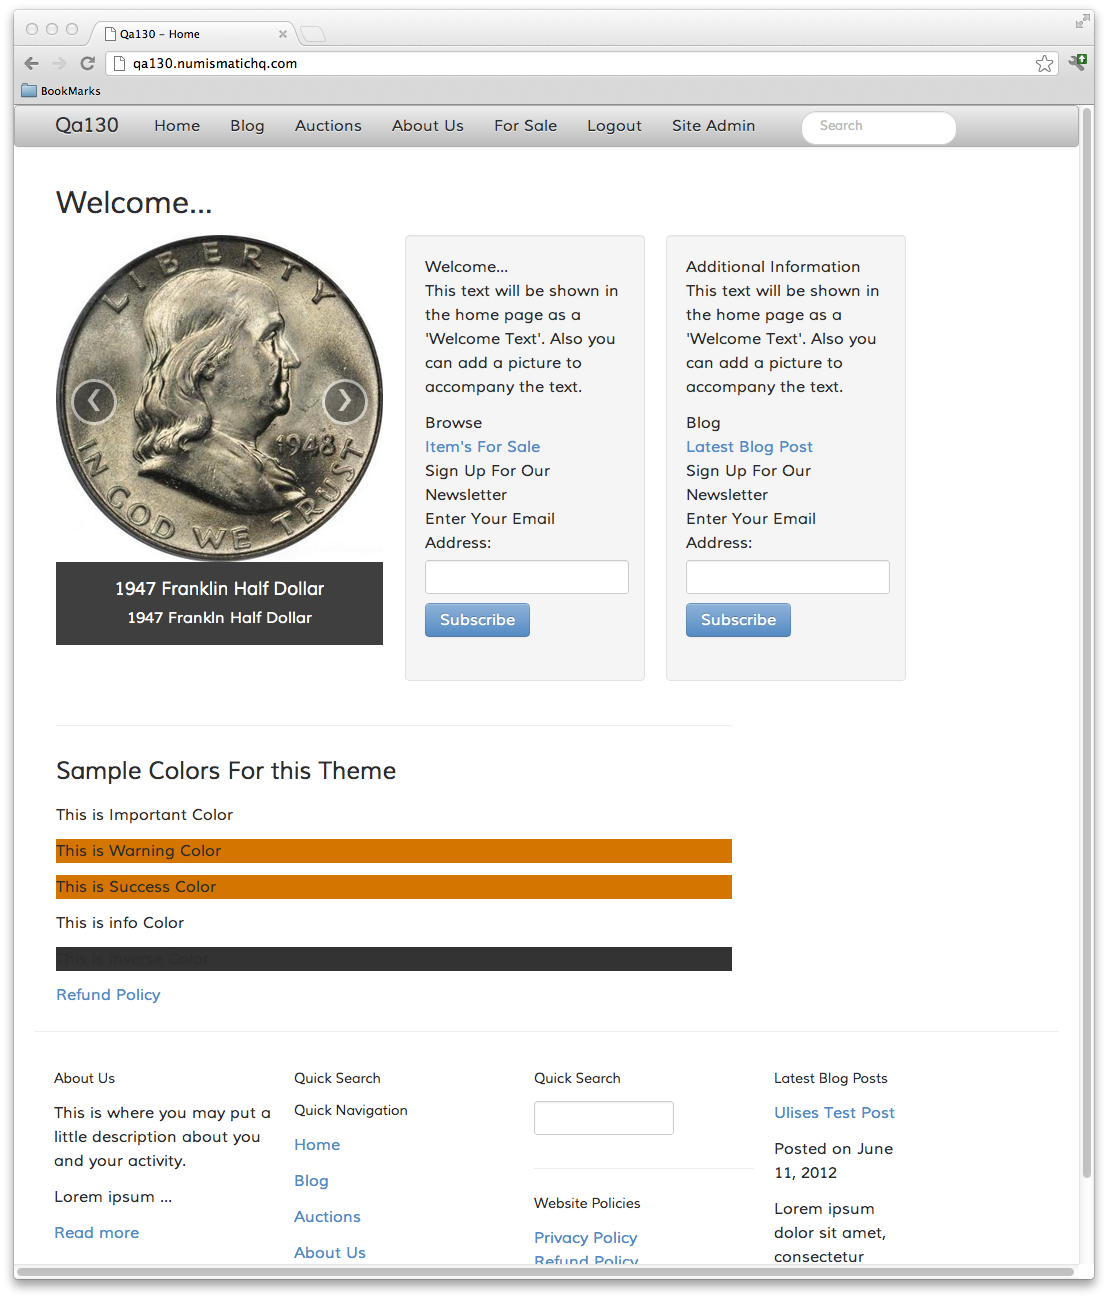 Qa130 – Home
qa130.numismatichq.com
BookMarks
Qa130 Home Blog Auctions About Us For Sale Logout Site Admin Search
Welcome...
LIBERTY
IN GOD WE TRUST
1948
1947 Franklin Half Dollar
1947 Frankln Half Dollar
Welcome...
This text will be shown in
the home page as a
'Welcome Text'. Also you
can add a picture to
accompany the text.
Browse
Item's For Sale
Sign Up For Our
Newsletter
Enter Your Email
Address:
Subscribe
Additional Information
This text will be shown in
the home page as a
'Welcome Text'. Also you
can add a picture to
accompany the text.
Blog
Latest Blog Post
Sign Up For Our
Newsletter
Enter Your Email
Address:
Subscribe
Sample Colors For this Theme
This is Important Color
This is Warning Color
This is Success Color
This is info Color
This is Inverse Color
Refund Policy
About Us
This is where you may put a
little description about you
and your activity.
Lorem ipsum ...
Read more
Quick Search
Quick Navigation
Home
Blog
Auctions
About Us
Quick Search
Website Policies
Privacy Policy
Refund Policy
Latest Blog Posts
Ulises Test Post
Posted on June
11, 2012
Lorem ipsum
dolor sit amet,
consectetur